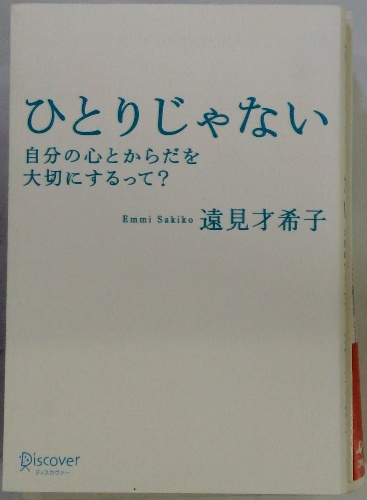 ひとりじゃない
自分の心とからだを
大切にするって?
Emmi Sakiko 遠見才希子
Discover
ディスカヴァー